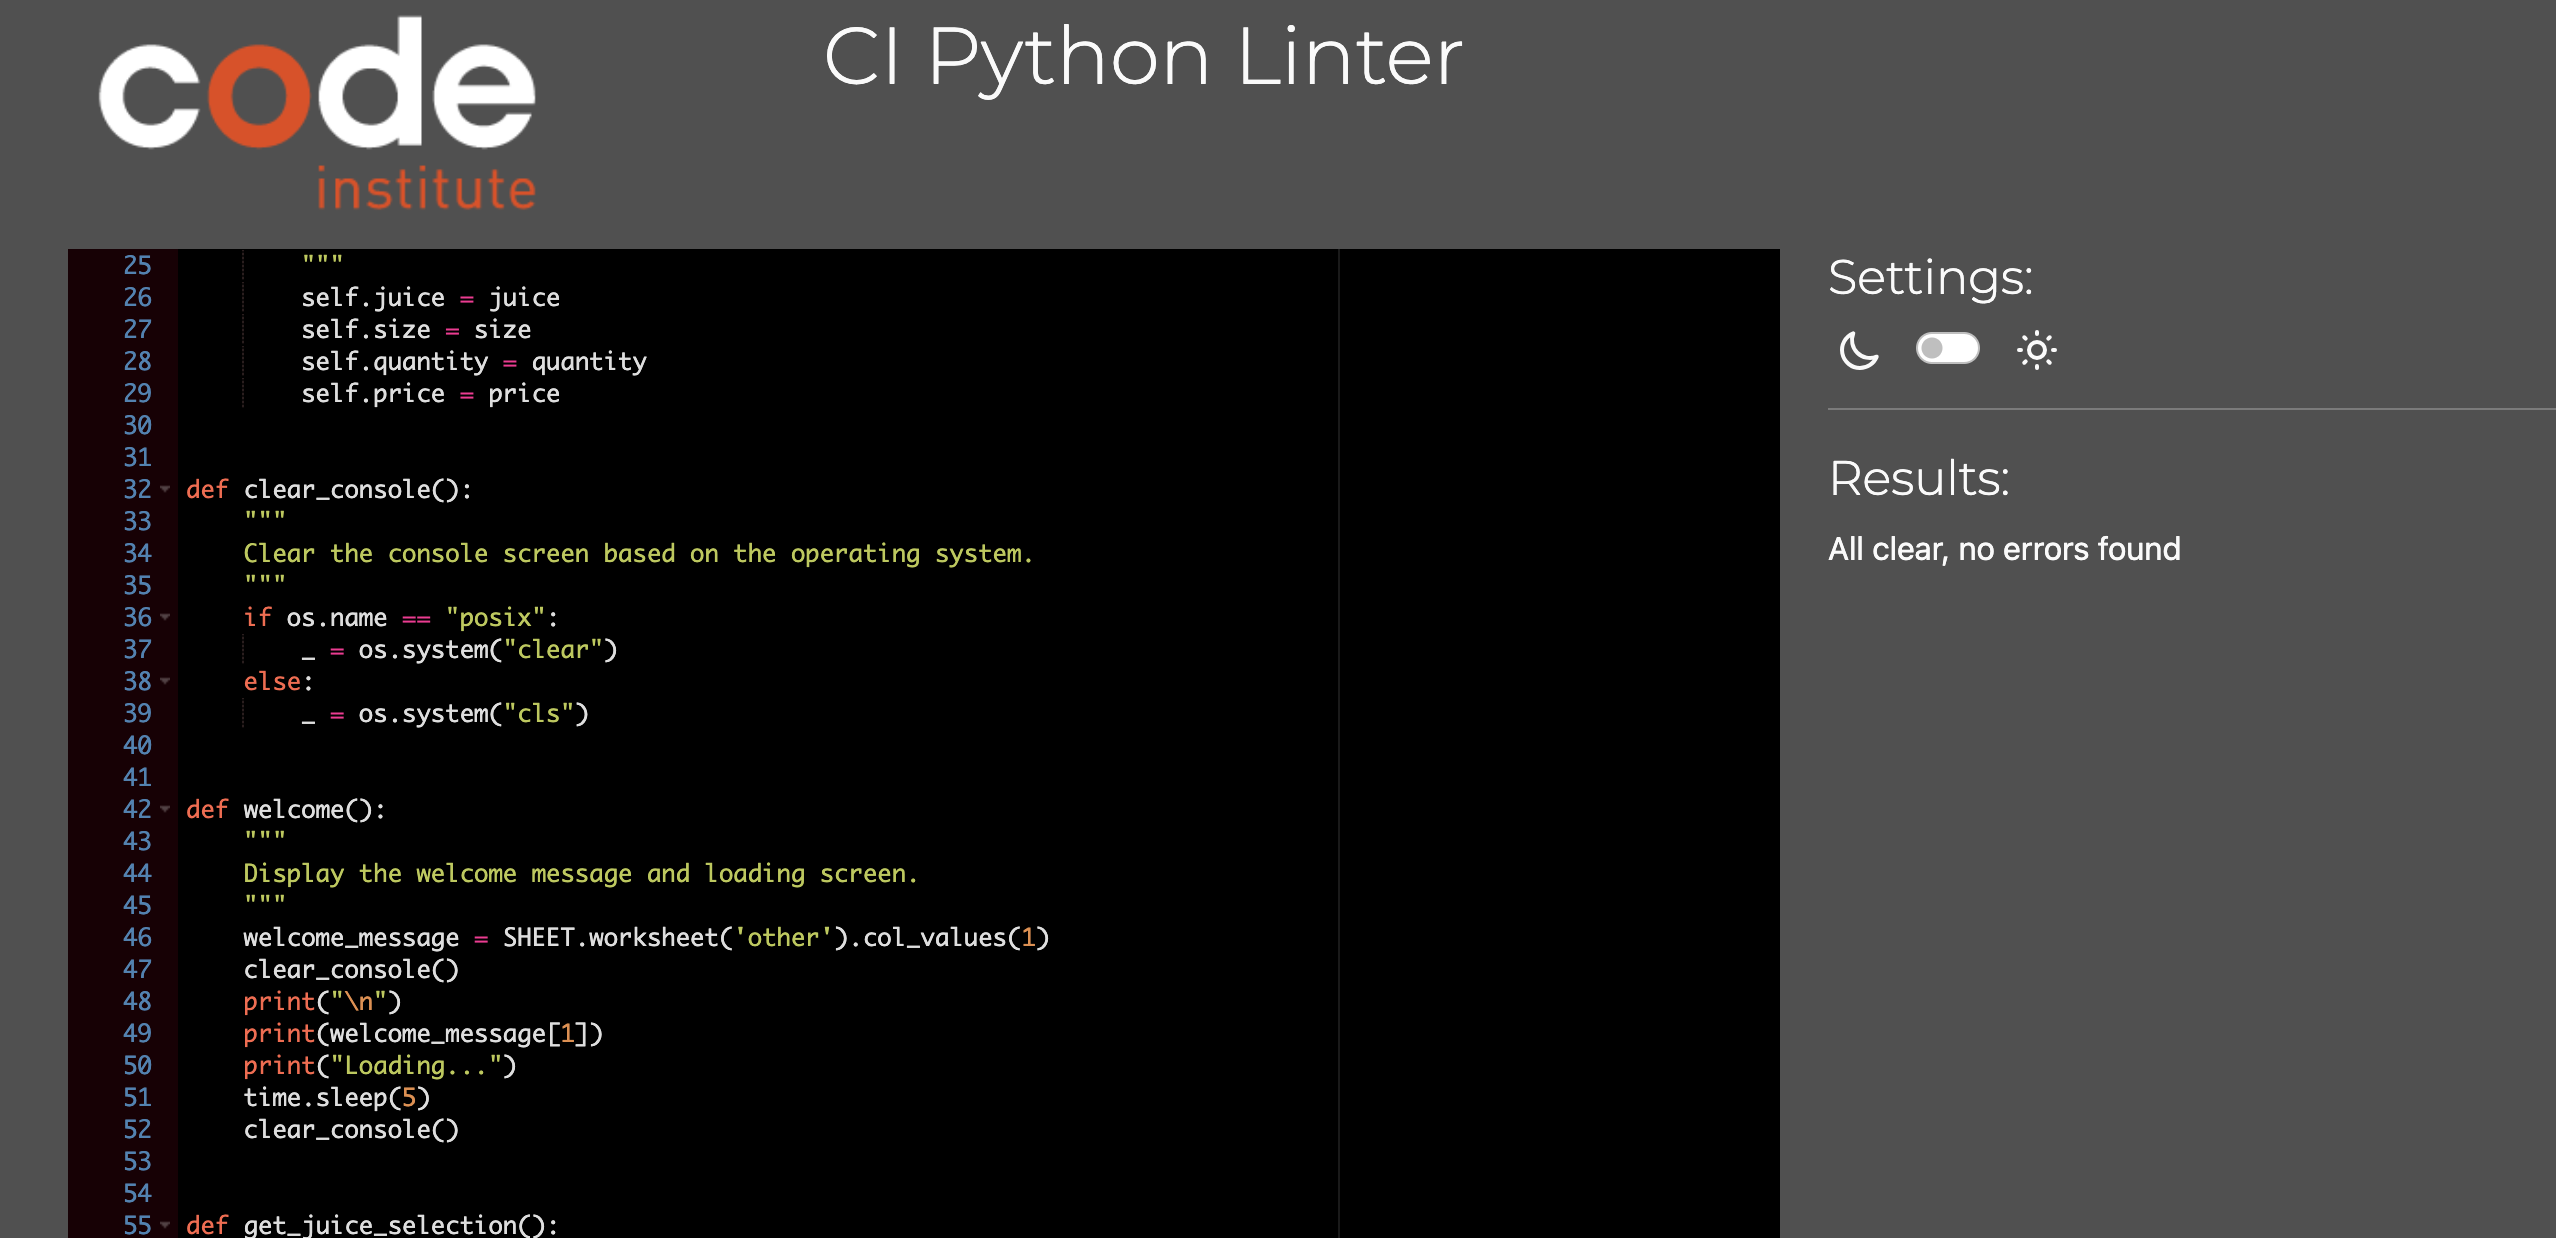 code
institute
CI Python Linter
25 """
26 self.juice = juice
27 self.size = size
28 self.quantity = quantity
29 self.price = price
30
31
32 def clear_console():
33 """
34 Clear the console screen based on the operating system.
35 """
36 if os.name == "posix":
37 _ = os.system("clear")
38 else:
39 _ = os.system("cls")
40
41
42 def welcome():
43 """
44 Display the welcome message and loading screen.
45 """
46 welcome_message = SHEET.worksheet('other').col_values(1)
47 clear_console()
48 print("\n")
49 print(welcome_message[1])
50 print("Loading...")
51 time.sleep(5)
52 clear_console()
53
54
55 def get_juice_selection():
Settings:
Results:
All clear, no errors found